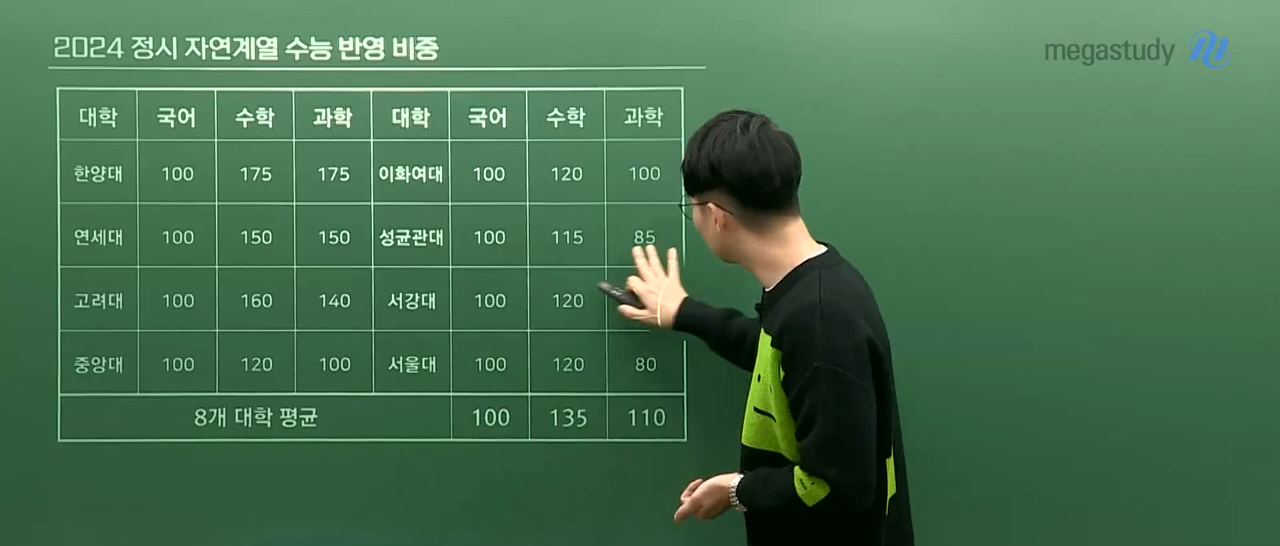 2024 정시 자연계열 수능 반영 비중
megastudy
대학 국어 수학 과학 대학 국어 수학 과학
한양대 100 175 175 이화여대 100 120 100
연세대 100 150 150 성균관대 100 115 85
고려대 100 160 140 서강대 100 120
중앙대 100 120 100 서울대 100 120 80
8개 대학 평균 100 135 110